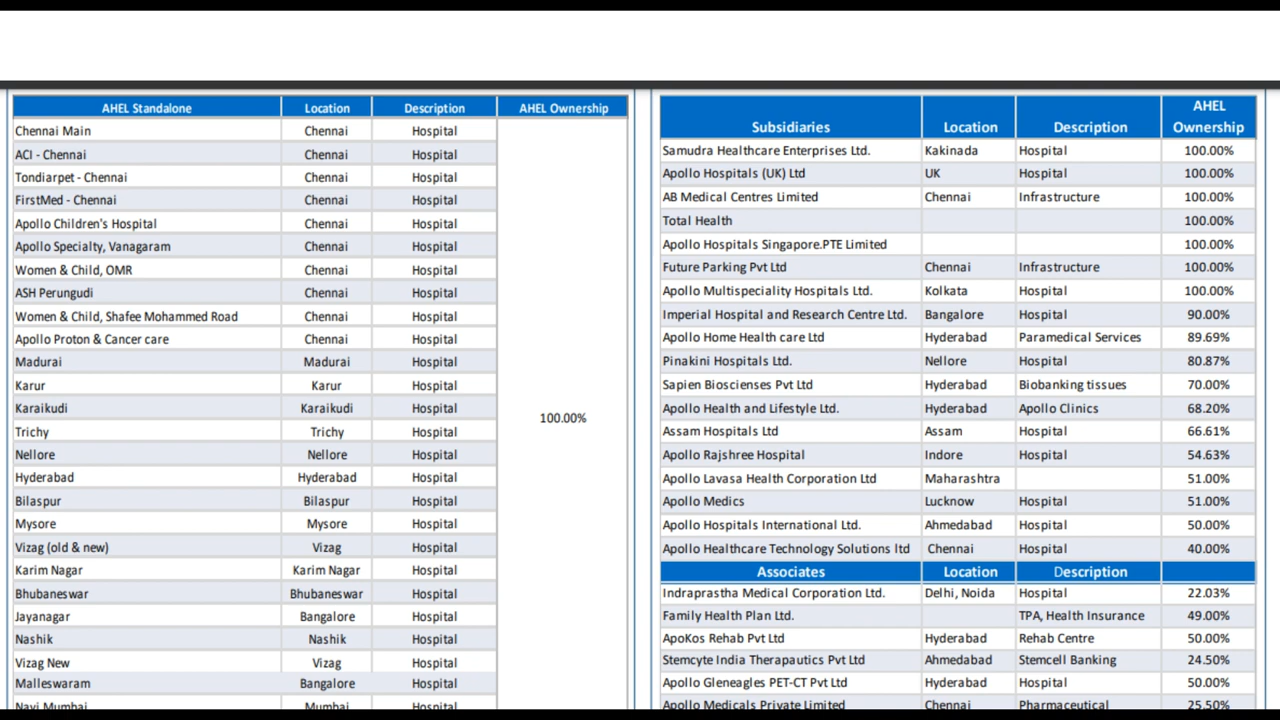 AHEL Standalone Location Description AHEL Ownership
Chennai Main Chennai Hospital
ACI - Chennai Chennai Hospital
Tondiarpet - Chennai Chennai Hospital
FirstMed - Chennai Chennai Hospital
Apollo Children's Hospital Chennai Hospital
Apollo Specialty, Vanagaram Chennai Hospital
Women & Child, OMR Chennai Hospital
ASH Perungudi Chennai Hospital
Women & Child, Shafee Mohammed Road Chennai Hospital
Apollo Proton & Cancer care Chennai Hospital
Madurai Madurai Hospital
Karur Karur Hospital
Karaikudi Karaikudi Hospital
100.00%
Trichy Trichy Hospital
Nellore Nellore Hospital
Hyderabad Hyderabad Hospital
Bilaspur Bilaspur Hospital
Mysore Mysore Hospital
Vizag (old & new) Vizag Hospital
Karim Nagar Karim Nagar Hospital
Bhubaneswar Bhubaneswar Hospital
Jayanagar Bangalore Hospital
Nashik Nashik Hospital
Vizag New Vizag Hospital
Malleswaram Bangalore Hospital
Navi Mumbai Mumbai Hospital
AHEL
Subsidiaries Location Description Ownership
Samudra Healthcare Enterprises Ltd. Kakinada Hospital 100.00%
Apollo Hospitals (UK) Ltd UK Hospital 100.00%
AB Medical Centres Limited Chennai Infrastructure 100.00%
Total Health 100.00%
Apollo Hospitals Singapore.PTE Limited 100.00%
Future Parking Pvt Ltd Chennai Infrastructure 100.00%
Apollo Multispeciality Hospitals Ltd. Kolkata Hospital 100.00%
Imperial Hospital and Research Centre Ltd. Bangalore Hospital 90.00%
Apollo Home Health care Ltd Hyderabad Paramedical Services 89.69%
Pinakini Hospitals Ltd. Nellore Hospital 80.87%
Sapien Bioscienses Pvt Ltd Hyderabad Biobanking tissues 70.00%
Apollo Health and Lifestyle Ltd. Hyderabad Apollo Clinics 68.20%
Assam Hospitals Ltd Assam Hospital 66.61%
Apollo Rajshree Hospital Indore Hospital 54.63%
Apollo Lavasa Health Corporation Ltd Maharashtra 51.00%
Apollo Medics Lucknow Hospital 51.00%
Apollo Hospitals International Ltd. Ahmedabad Hospital 50.00%
Apollo Healthcare Technology Solutions ltd Chennai Hospital 40.00%
Associates Location Description
Indraprastha Medical Corporation Ltd. Delhi, Noida Hospital 22.03%
Family Health Plan Ltd. TPA, Health Insurance 49.00%
ApoKos Rehab Pvt Ltd Hyderabad Rehab Centre 50.00%
Stemcyte India Therapautics Pvt Ltd Ahmedabad Stemcell Banking 24.50%
Apollo Gleneagles PET-CT Pvt Ltd Hyderabad Hospital 50.00%
Apollo Medicals Private Limited Chennai Pharmaceutical 25.50%